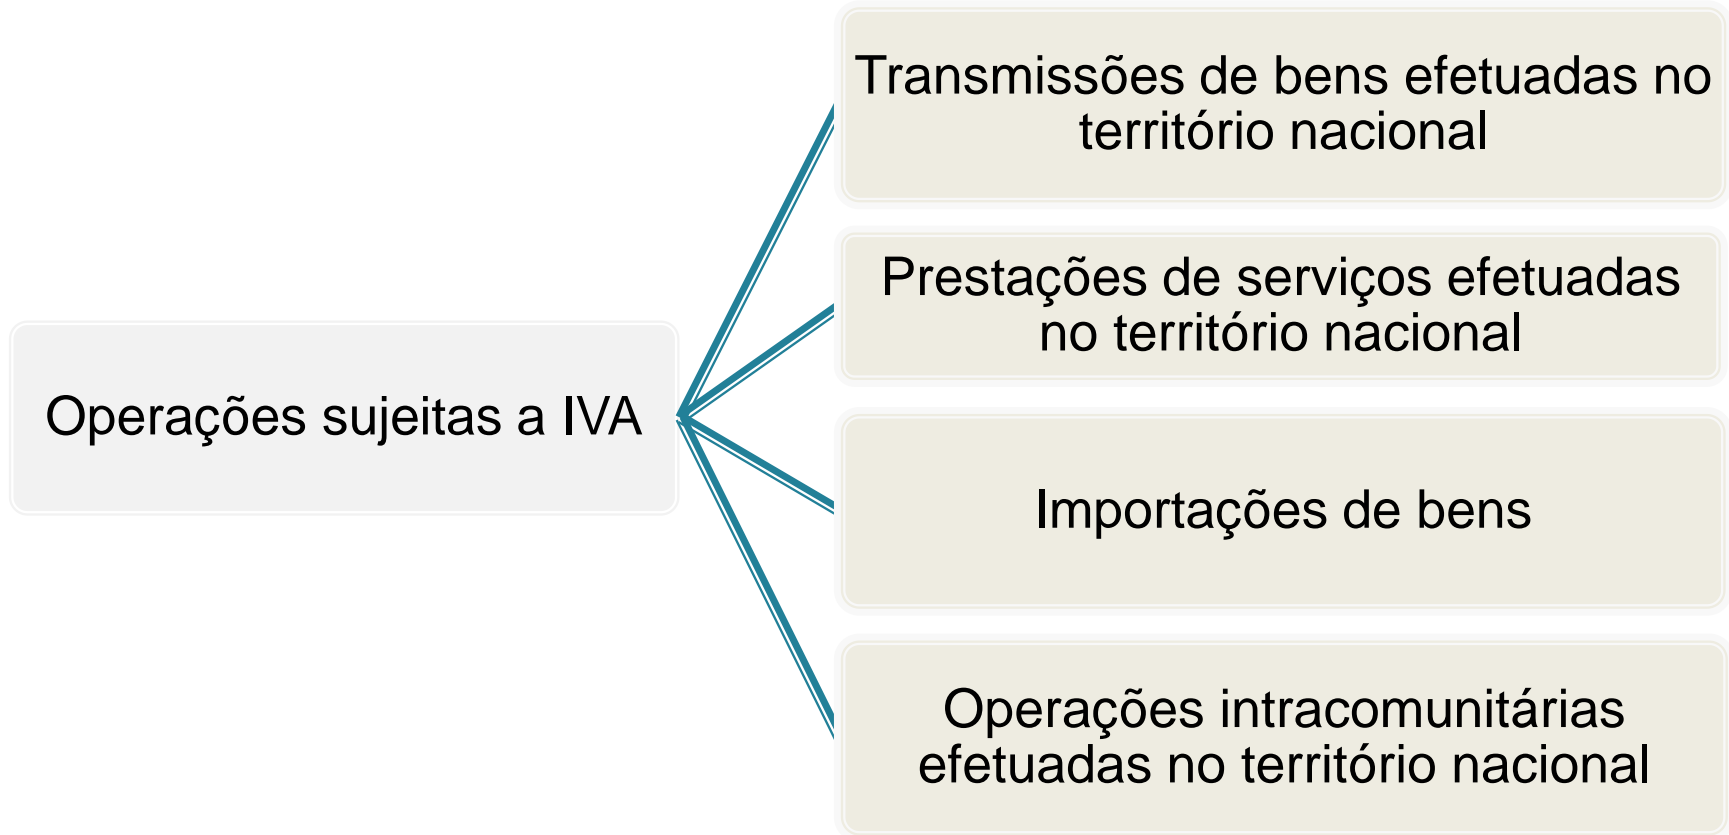 Transmissões de bens efetuadas no
território nacional
Prestações de serviços efetuadas
no território nacional
Operações sujeitas a IVA
Importações de bens
Operações intracomunitárias
efetuadas no território nacional